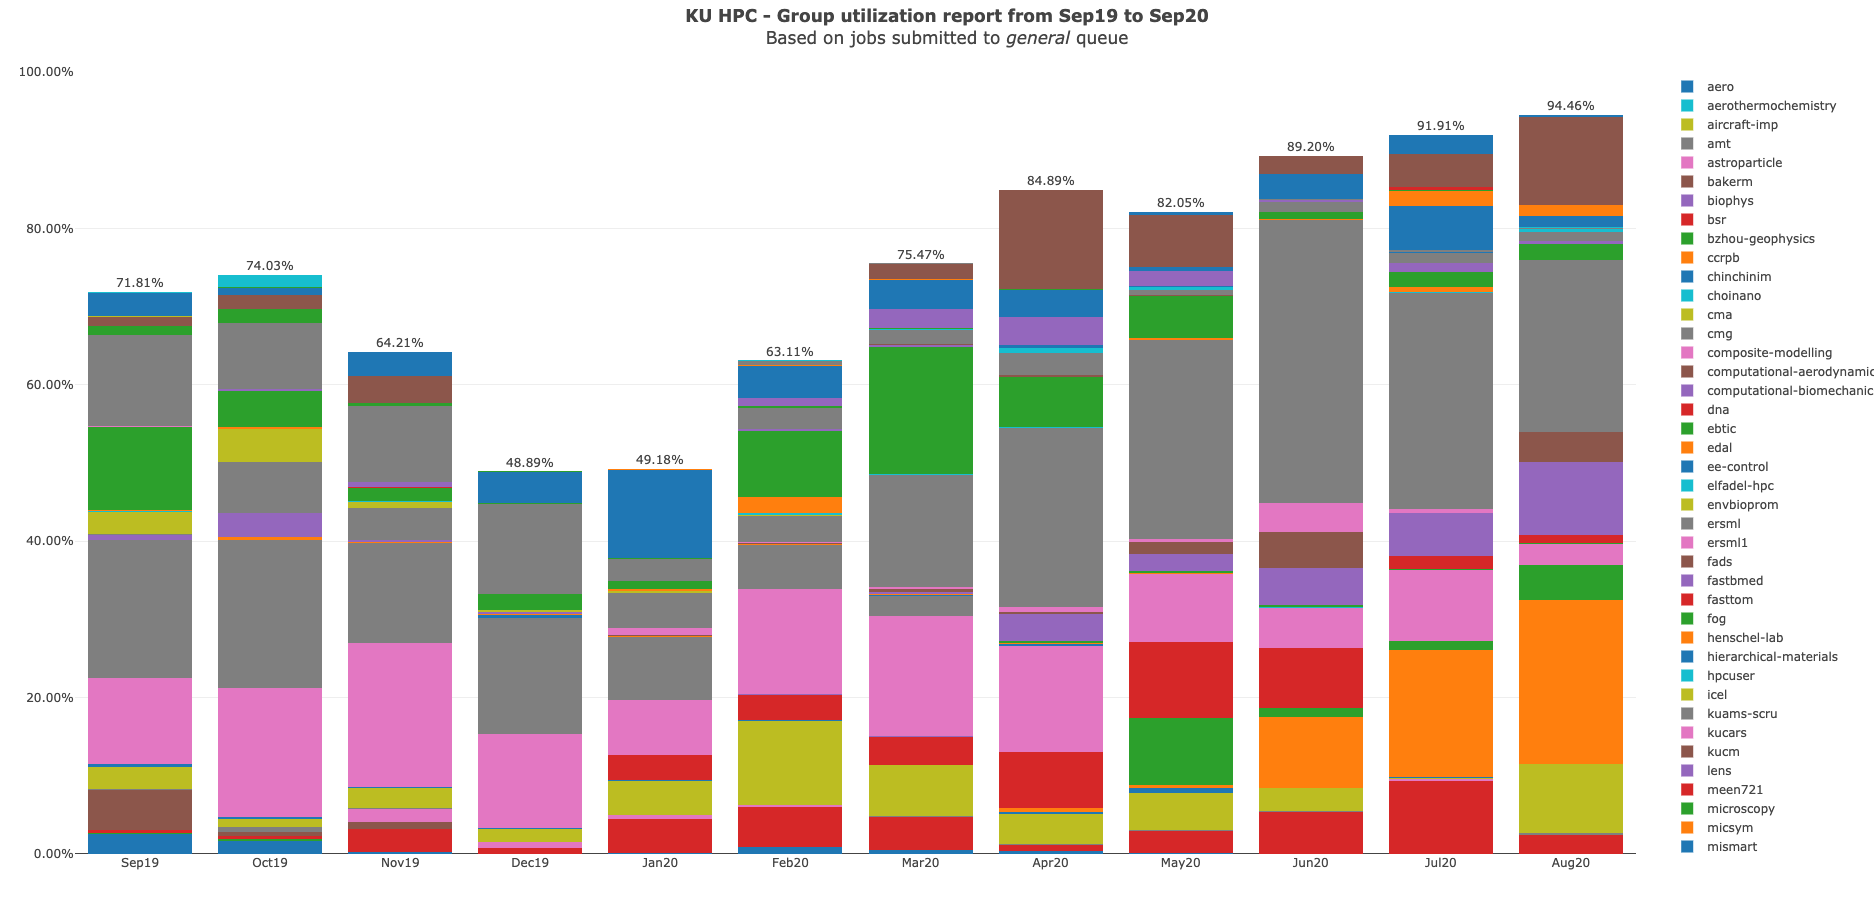 KU HPC - Group utilization report from Sep19 to Sep20
Based on jobs submitted to general queue
100.00%
80.00%
60.00%
40.00%
20.00%
0.00%
71.81%
74.03%
64.21%
48.89%
49.18%
63.11%
75.47%
84.89%
82.05%
89.20%
91.91%
94.46%
Sep19
Oct19
Nov19
Dec19
Jan20
Feb20
Mar20
Apr20
May20
Jun20
Jul20
Aug20
aero
aerothermochemistry
aircraft-imp
amt
astroparticle
bakerm
biophys
bsr
bzhou-geophysics
ccrpb
chinchinim
choinano
cma
cmg
composite-modelling
computational-aerodynamic
computational-biomechanic
dna
ebtic
edal
ee-control
elfadel-hpc
envbioprom
ersml
ersml1
fads
fastbmed
fasttom
fog
henschel-lab
hierarchical-materials
hpcuser
icel
kuams-scru
kucars
kucm
lens
meen721
microscopy
micsym
mismart